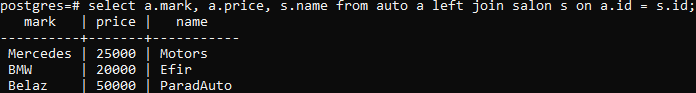 postgres=# select a.mark, a.price, s.name from auto a left join salon s on a.id = s.id;
   mark   | price |   name
----------+-------+-----------
 Mercedes | 25000 | Motors
 BMW      | 20000 | Efir
 Belaz    | 50000 | ParadAuto